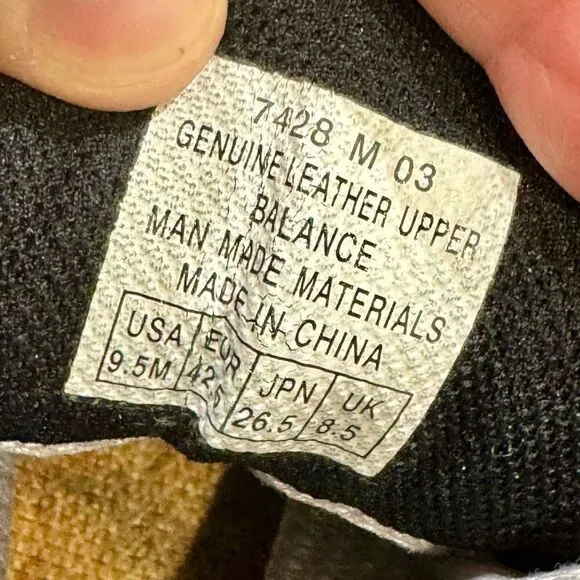 7428 M 03
GENUINE LEATHER UPPER
BALANCE
MAN MADE MATERIALS
MADE IN CHINA
USA EUR JPN UK
9.5M 42.5 26.5 8.5